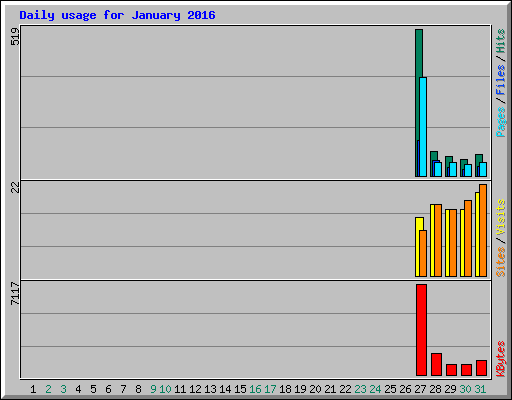 Daily usage for January 2016
519
Pages / Files / Hits
22
Sites / Visits
7117
KBytes
1 2 3 4 5 6 7 8 9 10 11 12 13 14 15 16 17 18 19 20 21 22 23 24 25 26 27 28 29 30 31